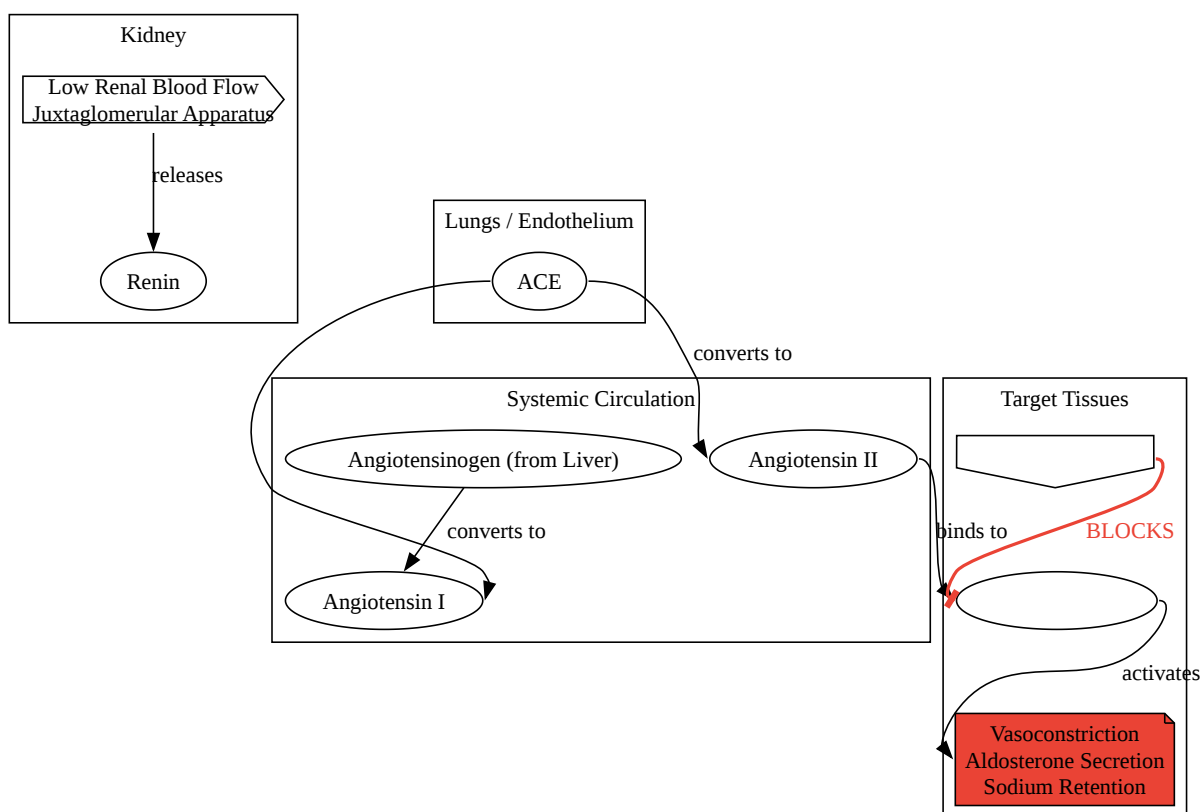 Kidney
Low Renal Blood Flow
Juxtaglomerular Apparatus
releases
Renin
Lungs / Endothelium
ACE
converts to
Systemic Circulation
Angiotensinogen (from Liver)
Angiotensin II
converts to
Angiotensin I
Target Tissues
binds to
BLOCKS
activates
Vasoconstriction
Aldosterone Secretion
Sodium Retention